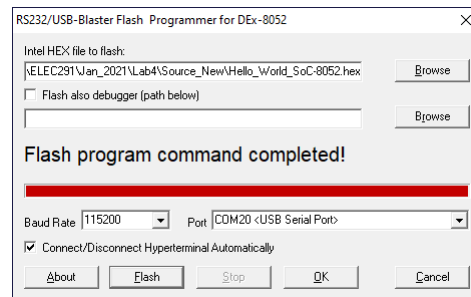 RS232/USB-Blaster Flash Programmer for DEx-8052
Intel HEX file to flash:
\ELEC291\Jan_2021\Lab4\Source_New\Hello_World_SoC-8052.hex Browse
Flash also debugger (path below)
Browse
Flash program command completed!
Baud Rate 115200 Port COM20 <USB Serial Port>
Connect/Disconnect Hyperterminal Automatically
About Flash Stop OK Cancel